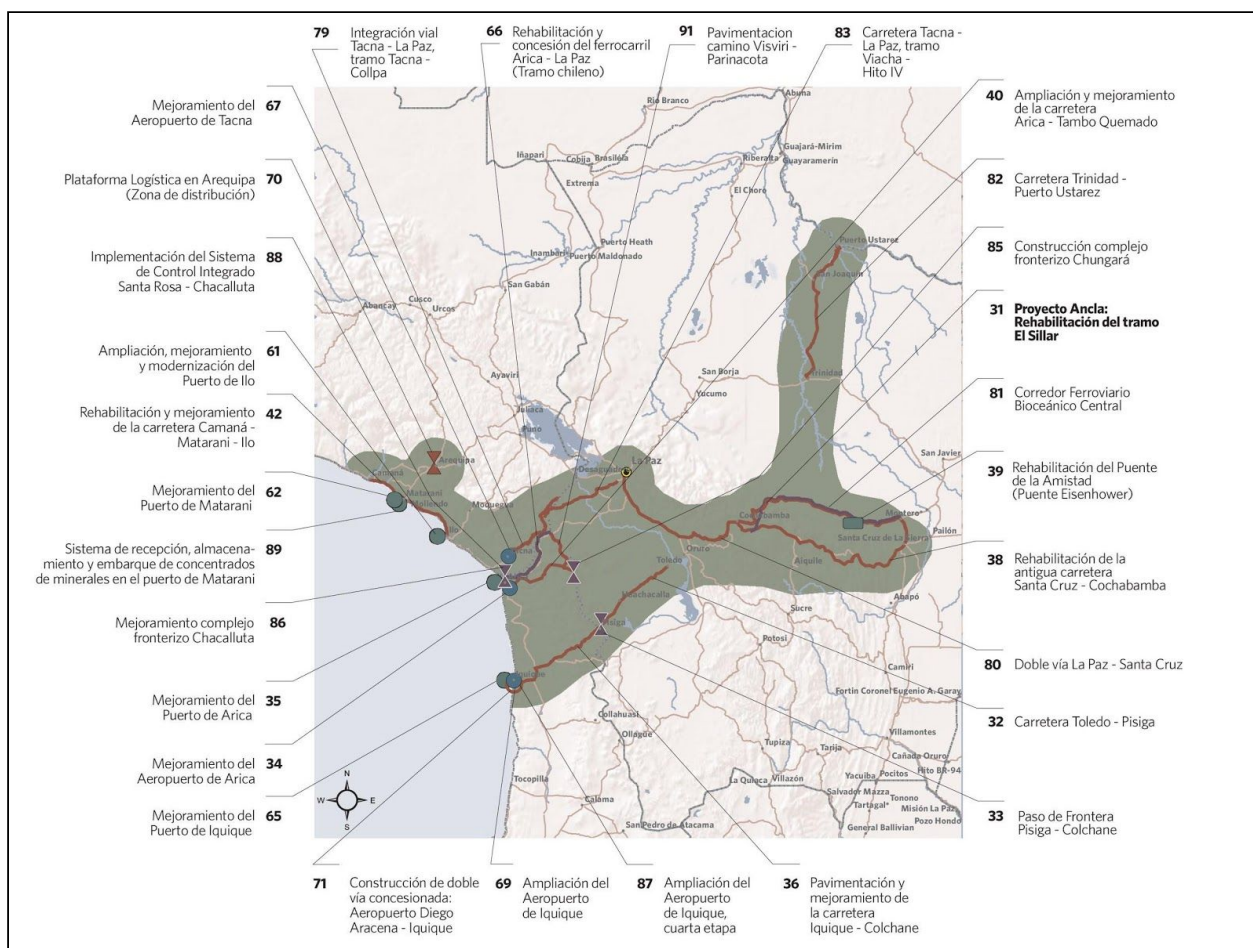 79 Integración vial
Tacna - La Paz,
tramo Tacna -
Collpa
66 Rehabilitación y
concesión del ferrocarril
Arica - La Paz
(Tramo chileno)
91 Pavimentacion
camino Visviri -
Parinacota
83 Carretera Tacna -
La Paz, tramo
Viacha -
Hito IV
Mejoramiento del 67
Aeropuerto de Tacna
Plataforma Logística en Arequipa 70
(Zona de distribución)
Implementación del Sistema 88
de Control Integrado
Santa Rosa - Chacalluta
Ampliación, mejoramiento 61
y modernización del
Puerto de Ilo
Rehabilitación y mejoramiento 42
de la carretera Camaná -
Matarani - Ilo
Mejoramiento del 62
Puerto de Matarani
Sistema de recepción, almacena- 89
miento y embarque de concentrados
de minerales en el puerto de Matarani
Mejoramiento complejo 86
fronterizo Chacalluta
Mejoramiento del 35
Puerto de Arica
Mejoramiento del 34
Aeropuerto de Arica
Mejoramiento del 65
Puerto de Iquique
40 Ampliación y mejoramiento
de la carretera
Arica - Tambo Quemado
82 Carretera Trinidad -
Puerto Ustarez
85 Construcción complejo
fronterizo Chungará
31 Proyecto Ancla:
Rehabilitación del tramo
El Sillar
81 Corredor Ferroviario
Bioceánico Central
39 Rehabilitación del Puente
de la Amistad
(Puente Eisenhower)
38 Rehabilitación de la
antigua carretera
Santa Cruz - Cochabamba
80 Doble vía La Paz - Santa Cruz
32 Carretera Toledo - Pisiga
33 Paso de Frontera
Pisiga - Colchane
71 Construcción de doble
vía concesionada:
Aeropuerto Diego
Aracena - Iquique
69 Ampliación del
Aeropuerto
de Iquique
87 Ampliación del
Aeropuerto
de Iquique,
cuarta etapa
36 Pavimentación y
mejoramiento de
la carretera
Iquique - Colchane
Abuna
Rio Branco
Guajará-Mirim
Iñapari
Cobija
Brasiléia
Riberalta
Guayaramerín
Extrema
El Choro
Puerto Heath
Inambari
Puerto Maldonado
Puerto Ustarez
San Joaquín
San Gabán
Cusco
Abancay
Urcos
Ayaviri
San Borja
Yucumo
Trinidad
Juliaca
Puno
San Javier
Arequipa
Camaná
Desaguadero
La Paz
Matarani
Mollendo
Moquegua
Ilo
Cochabamba
Montero
Santa Cruz De La Sierra
Pailón
Tacna
Oruro
Toledo
Aiquile
Huachacalla
Abapó
Sucre
Pisiga
Potosi
Iquique
Camiri
Fortin Coronel Eugenio A. Garay
Collahuasi
Ollague
Villamontes
Tupiza
Tarija
Cañada Oruro
Hito BR-94
Tocopilla
La Quiaca
Villazón
Yacuiba
Pocitos
Salvador Mazza
Tonono
Tartagal
Misión La Paz
Calama
Pozo Hondo
San Pedro de Atacama
General Ballivian
N
W
E
S